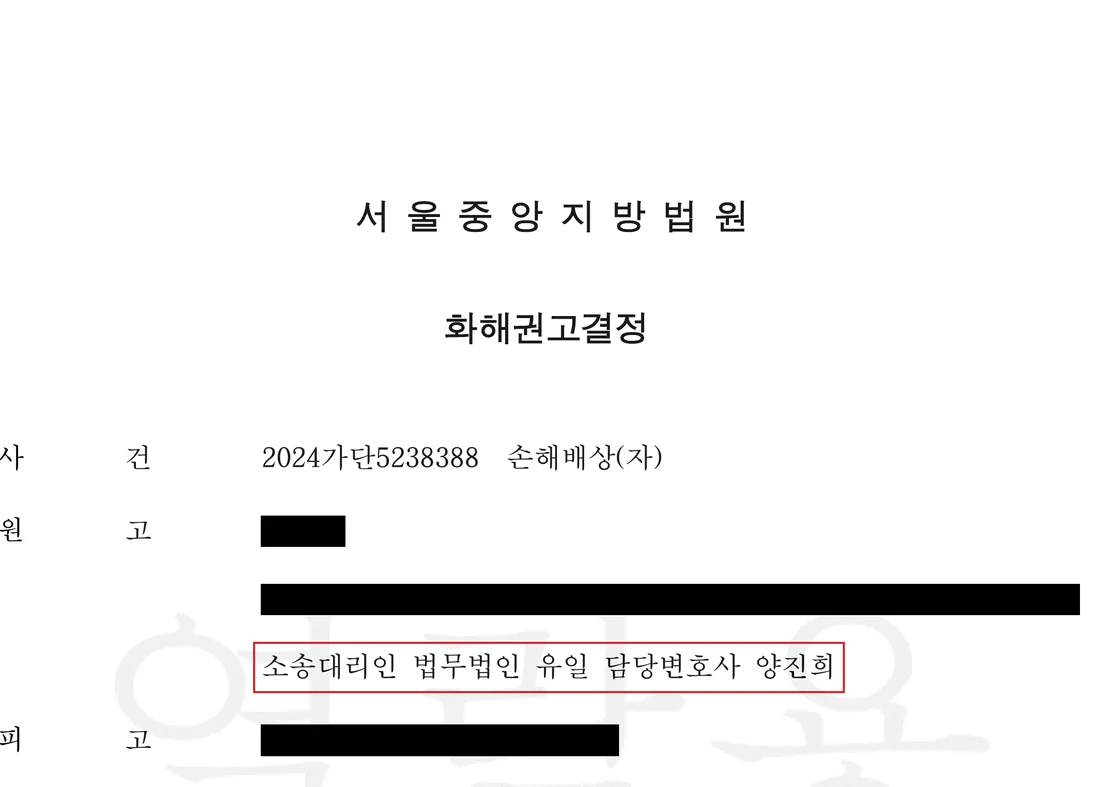 서울중앙지방법원
화해권고결정
사 건 2024가단5238388 손해배상(자)
원 고
소송대리인 법무법인 유일 담당변호사 양진희
피 고
열람용